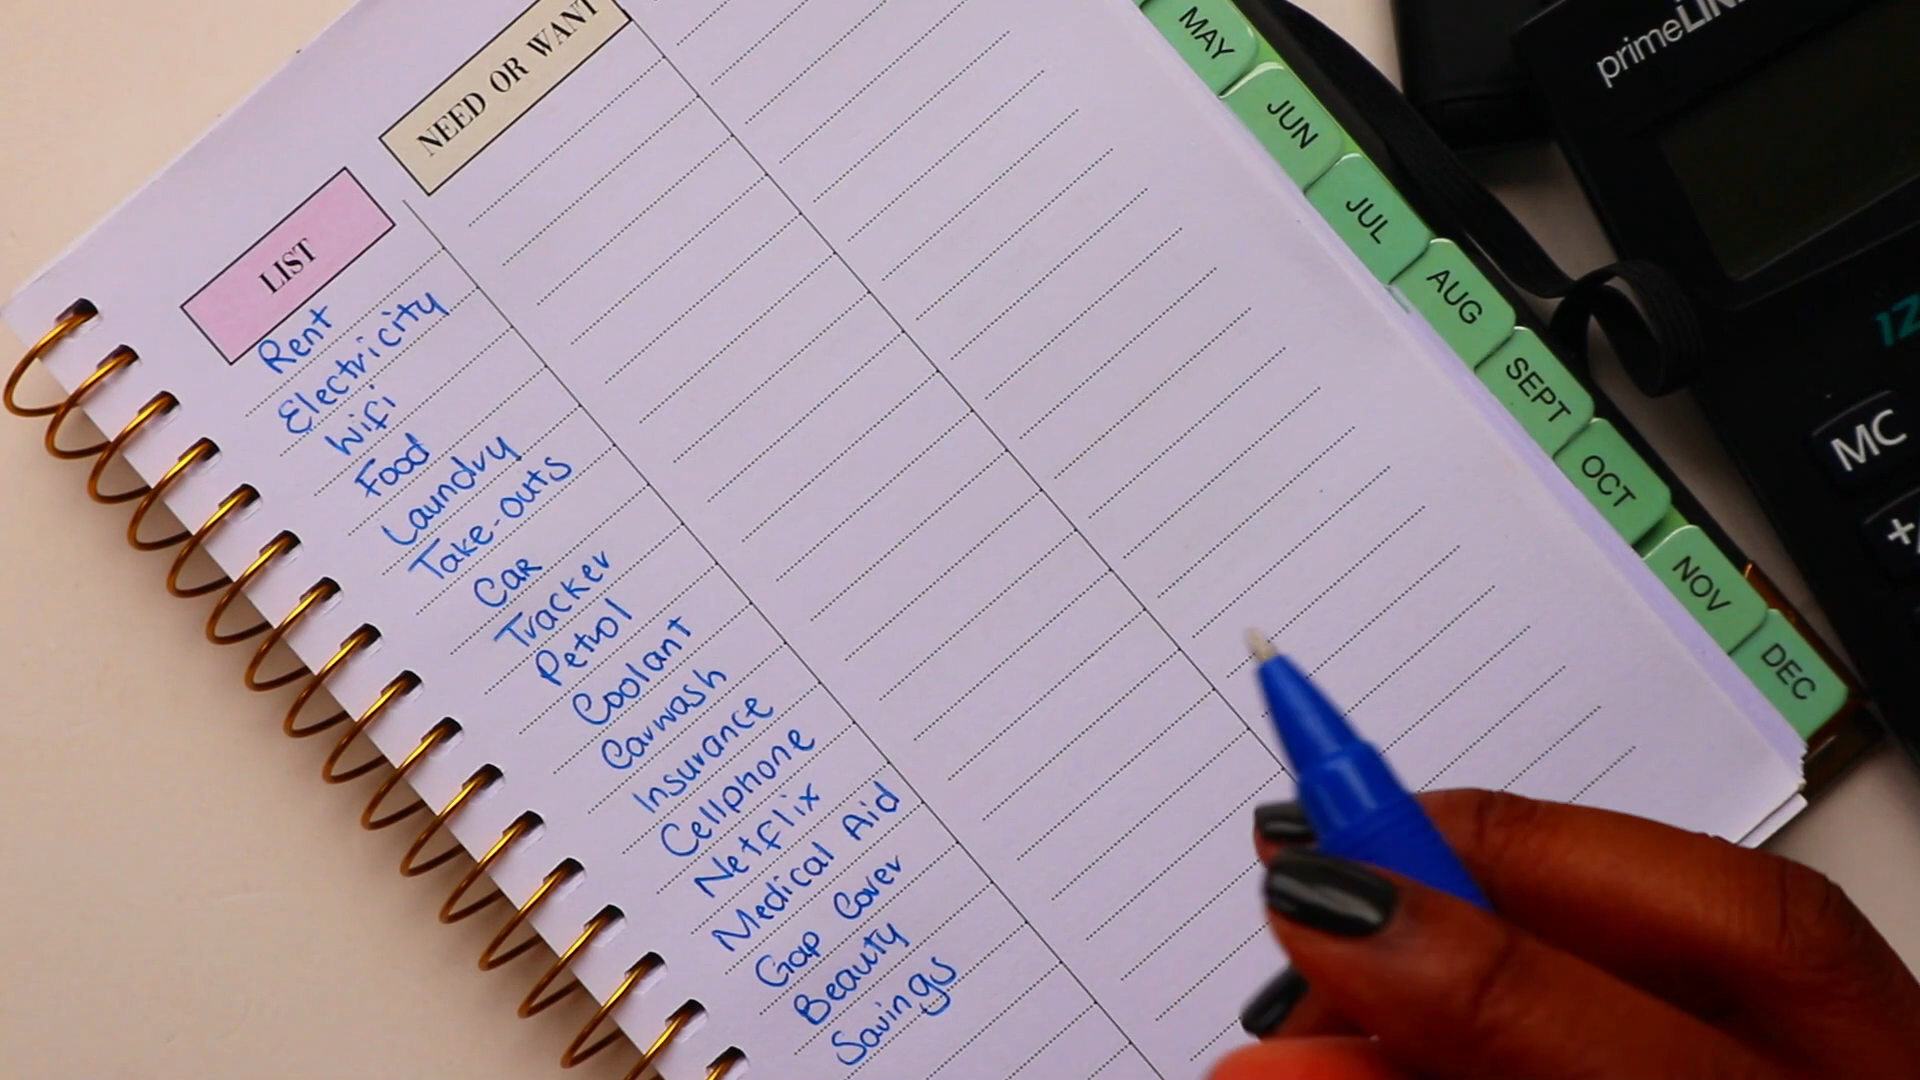 NEED OR WANT
LIST
Rent
Electricity
Wifi
Food
Laundry
Take-outs
Car
Tracker
Petrol
Coolant
Carwash
Insurance
Cellphone
Netflix
Medical Aid
Gap Cover
Beauty
Savings
MAY
JUN
JUL
AUG
SEPT
OCT
NOV
DEC
MC